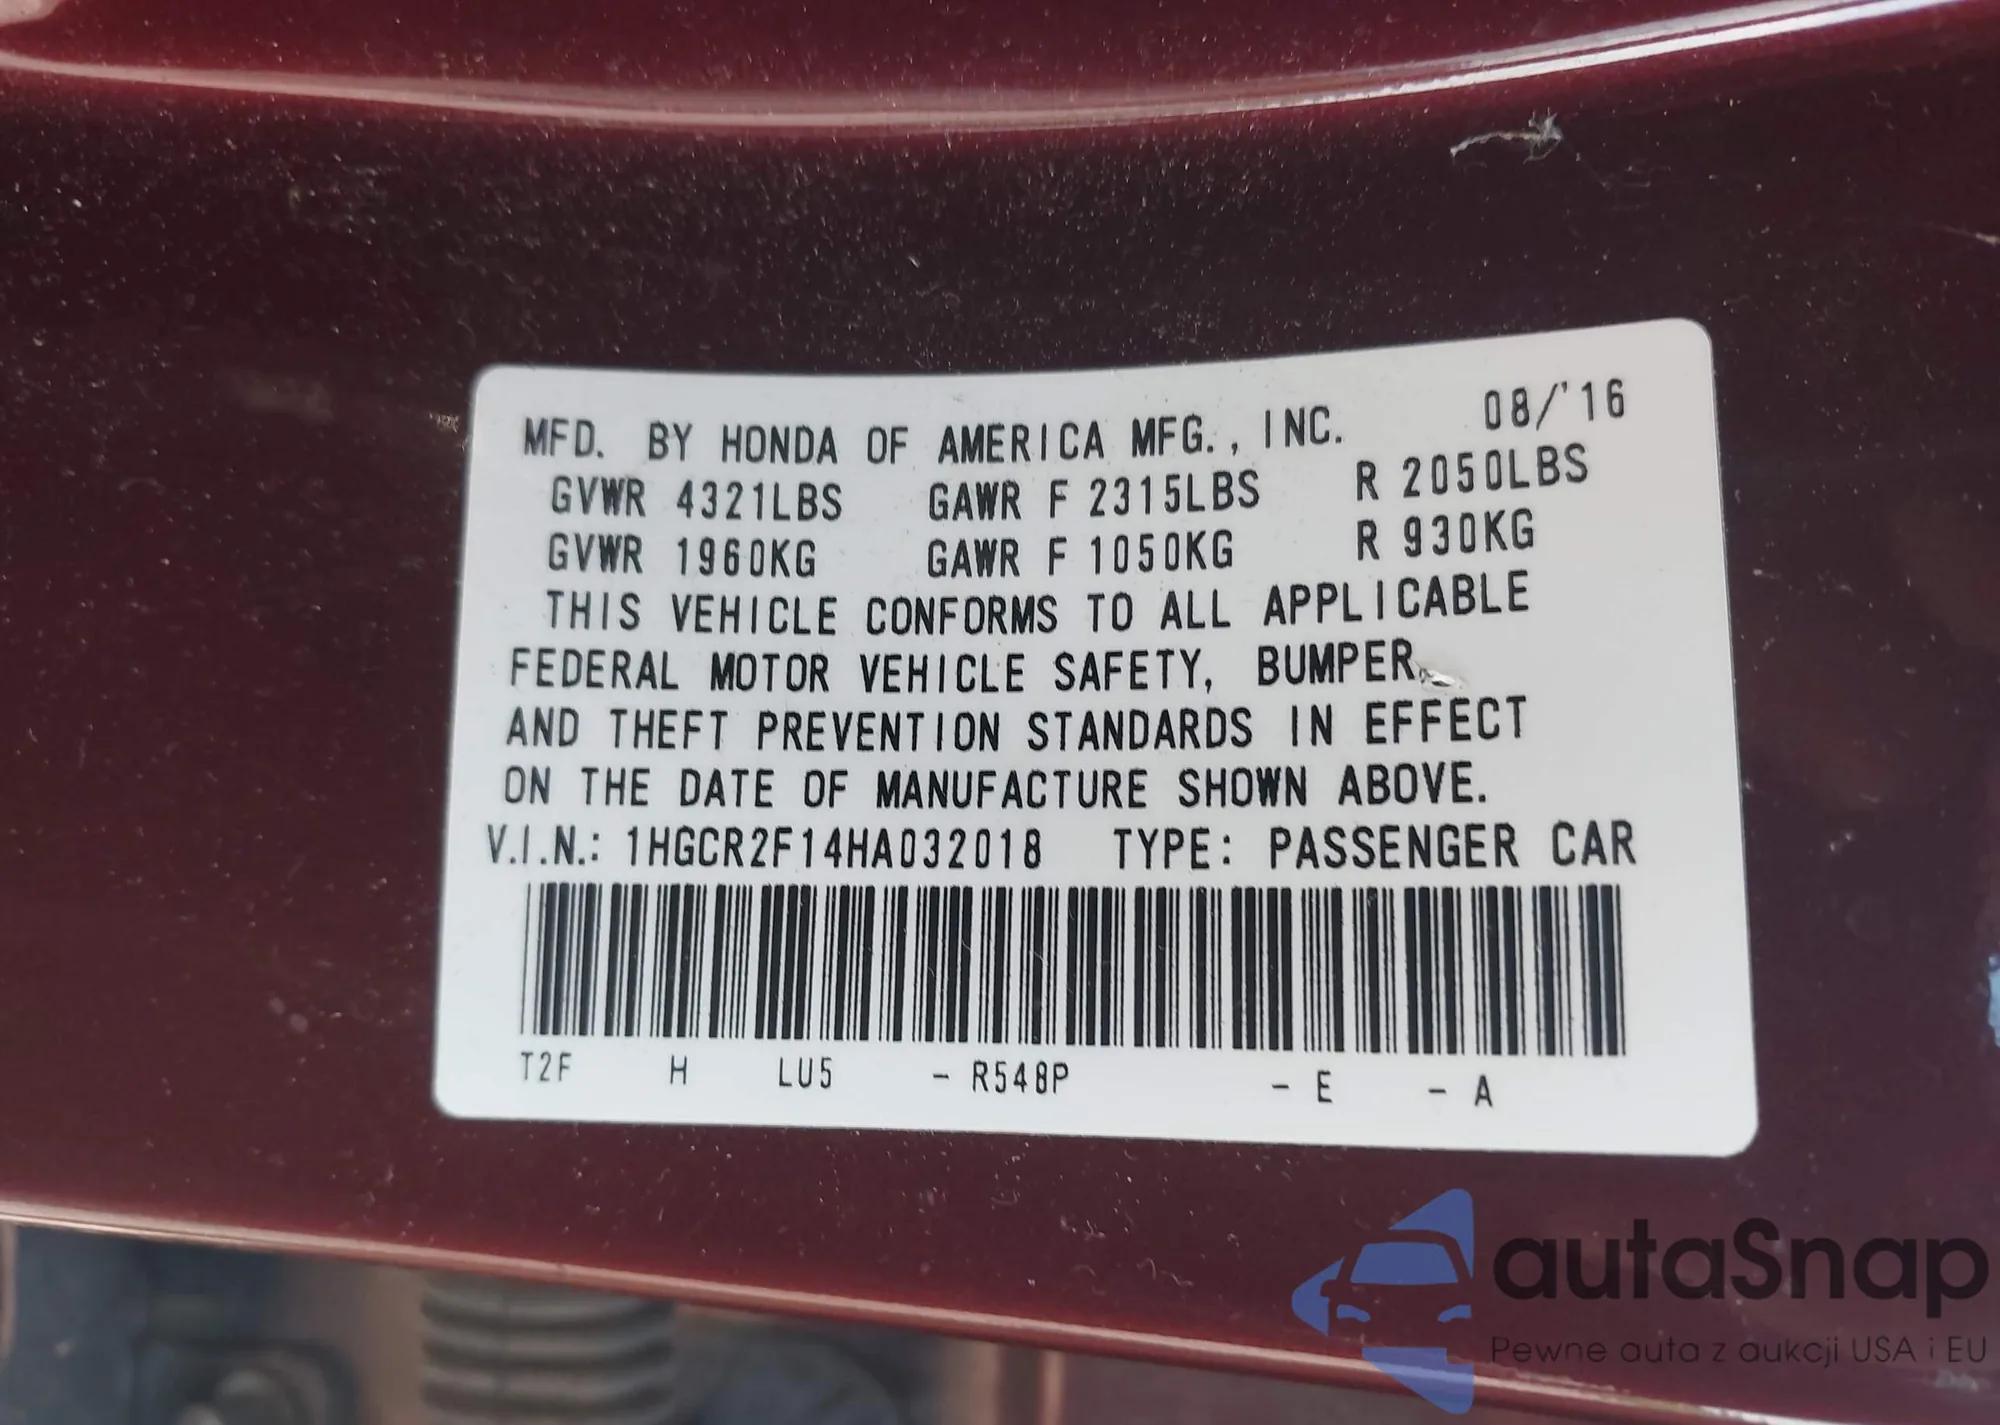 MFD. BY HONDA OF AMERICA MFG., INC. 08/'16
GVWR 4321LBS GAWR F 2315LBS R 2050LBS
GVWR 1960KG GAWR F 1050KG R 930KG
THIS VEHICLE CONFORMS TO ALL APPLICABLE
FEDERAL MOTOR VEHICLE SAFETY, BUMPER,
AND THEFT PREVENTION STANDARDS IN EFFECT
ON THE DATE OF MANUFACTURE SHOWN ABOVE.
V.I.N.: 1HGCR2F14HA032018 TYPE: PASSENGER CAR
T2F H LU5 - R548P - E - A
autaSnap
Pewne auta z aukcji USA i EU